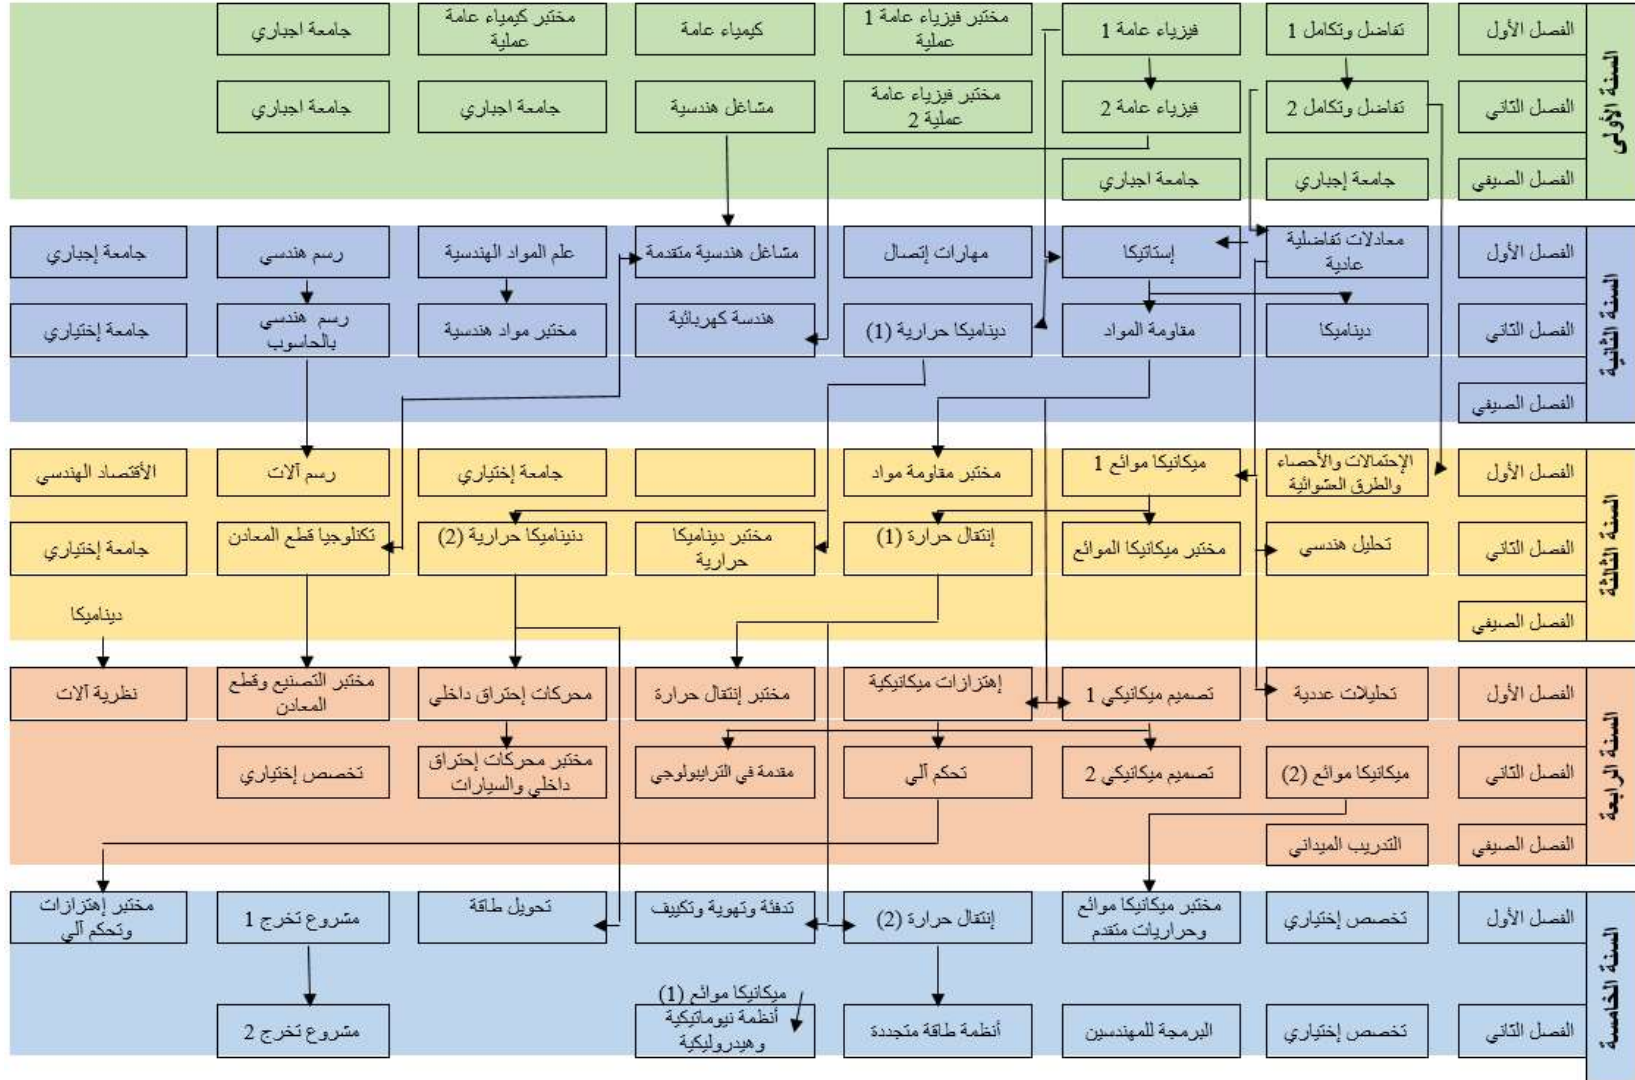 السنة الأولى
الفصل الأول
تفاضل وتكامل 1
فيزياء عامة 1
مختبر فيزياء عامة 1
عملية
كيمياء عامة
مختبر كيمياء عامة
عملية
جامعة اجباري
الفصل الثاني
تفاضل وتكامل 2
فيزياء عامة 2
مختبر فيزياء عامة
عملية 2
مشاغل هندسية
جامعة اجباري
جامعة اجباري
الفصل الصيفي
جامعة إجباري
جامعة اجباري
السنة الثانية
الفصل الأول
معادلات تفاضلية
عادية
إستاتيكا
مهارات إتصال
مشاغل هندسية متقدمة
علم المواد الهندسية
رسم هندسي
جامعة إجباري
الفصل الثاني
ديناميكا
مقاومة المواد
ديناميكا حرارية (1)
هندسة كهربائية
مختبر مواد هندسية
رسم هندسي
بالحاسوب
جامعة إختياري
الفصل الصيفي
السنة الثالثة
الفصل الأول
الإحتمالات والأحصاء
والطرق العشوائية
ميكانيكا موائع 1
مختبر مقاومة مواد
جامعة إختياري
رسم آلات
الأقتصاد الهندسي
الفصل الثاني
تحليل هندسي
مختبر ميكانيكا الموائع
إنتقال حرارة (1)
مختبر ديناميكا
حرارية
دنيناميكا حرارية (2)
تكنلوجيا قطع المعادن
جامعة إختياري
الفصل الصيفي
ديناميكا
السنة الرابعة
الفصل الأول
تحليلات عددية
تصميم ميكانيكي 1
إهتزازات ميكانيكية
مختبر إنتقال حرارة
محركات إحتراق داخلي
مختبر التصنيع وقطع
المعادن
نظرية آلات
الفصل الثاني
ميكانيكا موائع (2)
تصميم ميكانيكي 2
تحكم آلي
مقدمة في الترايبولوجي
مختبر محركات إحتراق
داخلي والسيارات
تخصص إختياري
الفصل الصيفي
التدريب الميداني
السنة الخامسة
الفصل الأول
تخصص إختياري
مختبر ميكانيكا موائع
وحراريات متقدم
إنتقال حرارة (2)
تدفئة وتهوية وتكييف
تحويل طاقة
مشروع تخرج 1
مختبر إهتزازات
وتحكم آلي
الفصل الثاني
تخصص إختياري
البرمجة للمهندسين
أنظمة طاقة متجددة
ميكانيكا موائع (1)
أنظمة نيوماتيكية
وهيدروليكية
مشروع تخرج 2